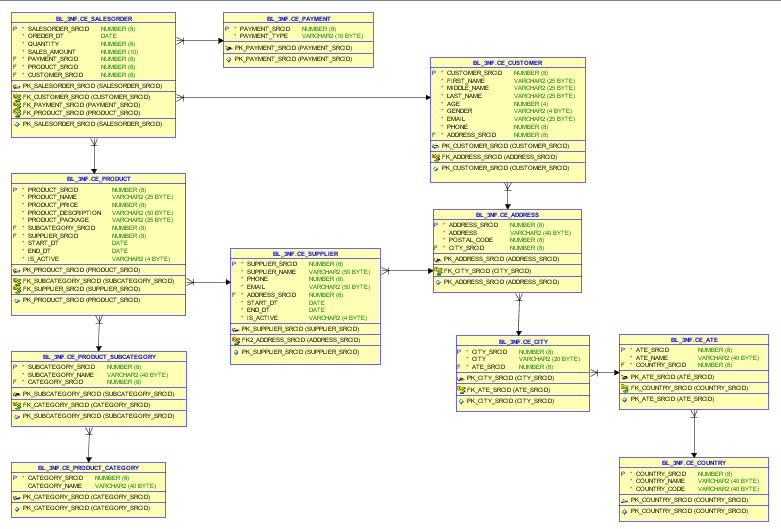 BL_3NF.CE_SALESORDER
P * SALESORDER_SRCID NUMBER (8)
* OREDER_DT DATE
* QUANTITY NUMBER (8)
* SALES_AMOUNT NUMBER (10)
F * PAYMENT_SRCID NUMBER (8)
F * PRODUCT_SRCID NUMBER (8)
F * CUSTOMER_SRCID NUMBER (8)
PK_SALESORDER_SRCID (SALESORDER_SRCID)
FK_CUSTOMER_SRCID (CUSTOMER_SRCID)
FK_PAYMENT_SRCID (PAYMENT_SRCID)
FK_PRODUCT_SRCID (PRODUCT_SRCID)
PK_SALESORDER_SRCID (SALESORDER_SRCID)
BL_3NF.CE_PAYMENT
P * PAYMENT_SRCID NUMBER (8)
* PAYMENT_TYPE VARCHAR2 (10 BYTE)
PK_PAYMENT_SRCID (PAYMENT_SRCID)
PK_PAYMENT_SRCID (PAYMENT_SRCID)
BL_3NF.CE_CUSTOMER
P * CUSTOMER_SRCID NUMBER (8)
* FIRST_NAME VARCHAR2 (25 BYTE)
* MIDDLE_NAME VARCHAR2 (25 BYTE)
* LAST_NAME VARCHAR2 (25 BYTE)
* AGE NUMBER (4)
* GENDER VARCHAR2 (4 BYTE)
* EMAIL VARCHAR2 (25 BYTE)
* PHONE NUMBER (8)
F * ADDRESS_SRCID NUMBER (8)
PK_CUSTOMER_SRCID (CUSTOMER_SRCID)
FK_ADDRESS_SRCID (ADDRESS_SRCID)
PK_CUSTOMER_SRCID (CUSTOMER_SRCID)
BL_3NF.CE_PRODUCT
P * PRODUCT_SRCID NUMBER (8)
* PRODUCT_NAME VARCHAR2 (25 BYTE)
* PRODUCT_PRICE NUMBER (8)
* PRODUCT_DESCRIPTION VARCHAR2 (50 BYTE)
* PRODUCT_PACKAGE VARCHAR2 (25 BYTE)
F * SUBCATEGORY_SRCID NUMBER (8)
F * SUPPLIER_SRCID NUMBER (8)
* START_DT DATE
* END_DT DATE
* IS_ACTIVE VARCHAR2 (4 BYTE)
PK_PRODUCT_SRCID (PRODUCT_SRCID)
FK_SUBCATEGORY_SRCID (SUBCATEGORY_SRCID)
FK_SUPPLIER_SRCID (SUPPLIER_SRCID)
PK_PRODUCT_SRCID (PRODUCT_SRCID)
BL_3NF.CE_ADDRESS
P * ADDRESS_SRCID NUMBER (8)
* ADDRESS VARCHAR2 (40 BYTE)
* POSTAL_CODE NUMBER (8)
F * CITY_SRCID NUMBER (8)
PK_ADDRESS_SRCID (ADDRESS_SRCID)
FK_CITY_SRCID (CITY_SRCID)
PK_ADDRESS_SRCID (ADDRESS_SRCID)
BL_3NF.CE_SUPPLIER
P * SUPPLIER_SRCID NUMBER (8)
* SUPPLIER_NAME VARCHAR2 (50 BYTE)
* PHONE NUMBER (8)
* EMAIL VARCHAR2 (50 BYTE)
F * ADDRESS_SRCID NUMBER (8)
* START_DT DATE
* END_DT DATE
* IS_ACTIVE VARCHAR2 (4 BYTE)
PK_SUPPLIER_SRCID (SUPPLIER_SRCID)
FK2_ADDRESS_SRCID (ADDRESS_SRCID)
PK_SUPPLIER_SRCID (SUPPLIER_SRCID)
BL_3NF.CE_CITY
P * CITY_SRCID NUMBER (8)
* CITY VARCHAR2 (20 BYTE)
F * ATE_SRCID NUMBER (8)
PK_CITY_SRCID (CITY_SRCID)
FK_ATE_SRCID (ATE_SRCID)
PK_CITY_SRCID (CITY_SRCID)
BL_3NF.CE_ATE
P * ATE_SRCID NUMBER (8)
* ATE_NAME VARCHAR2 (40 BYTE)
F * COUNTRY_SRCID NUMBER (8)
PK_ATE_SRCID (ATE_SRCID)
FK_COUNTRY_SRCID (COUNTRY_SRCID)
PK_ATE_SRCID (ATE_SRCID)
BL_3NF.CE_PRODUCT_SUBCATEGORY
P * SUBCATEGORY_SRCID NUMBER (8)
* SUBCATEGORY_NAME VARCHAR2 (40 BYTE)
F * CATEGORY_SRCID NUMBER (8)
PK_SUBCATEGORY_SRCID (SUBCATEGORY_SRCID)
FK_CATEGORY_SRCID (CATEGORY_SRCID)
PK_SUBCATEGORY_SRCID (SUBCATEGORY_SRCID)
BL_3NF.CE_PRODUCT_CATEGORY
P * CATEGORY_SRCID NUMBER (8)
CATEGORY_NAME VARCHAR2 (40 BYTE)
PK_CATEGORY_SRCID (CATEGORY_SRCID)
PK_CATEGORY_SRCID (CATEGORY_SRCID)
BL_3NF.CE_COUNTRY
P * COUNTRY_SRCID NUMBER (8)
* COUNTRY_NAME VARCHAR2 (40 BYTE)
* COUNTRY_CODE VARCHAR2 (40 BYTE)
PK_COUNTRY_SRCID (COUNTRY_SRCID)
PK_COUNTRY_SRCID (COUNTRY_SRCID)